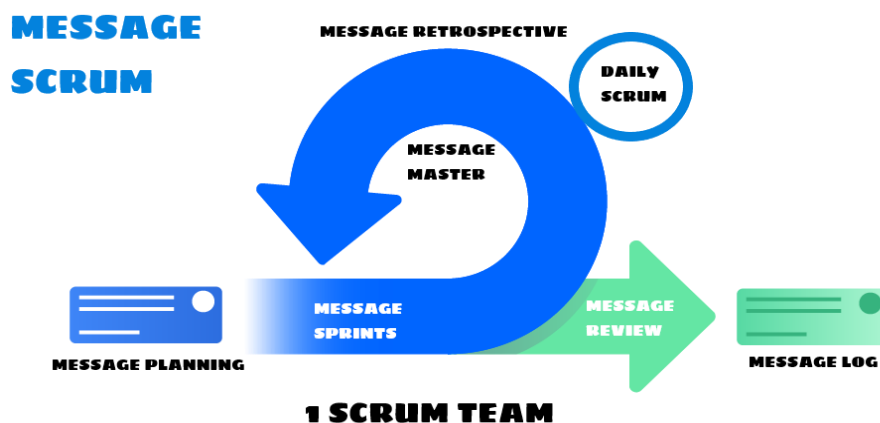 MESSAGE
SCRUM
MESSAGE RETROSPECTIVE
DAILY
SCRUM
MESSAGE
MASTER
MESSAGE
SPRINTS
MESSAGE
REVIEW
MESSAGE PLANNING
MESSAGE LOG
1 SCRUM TEAM